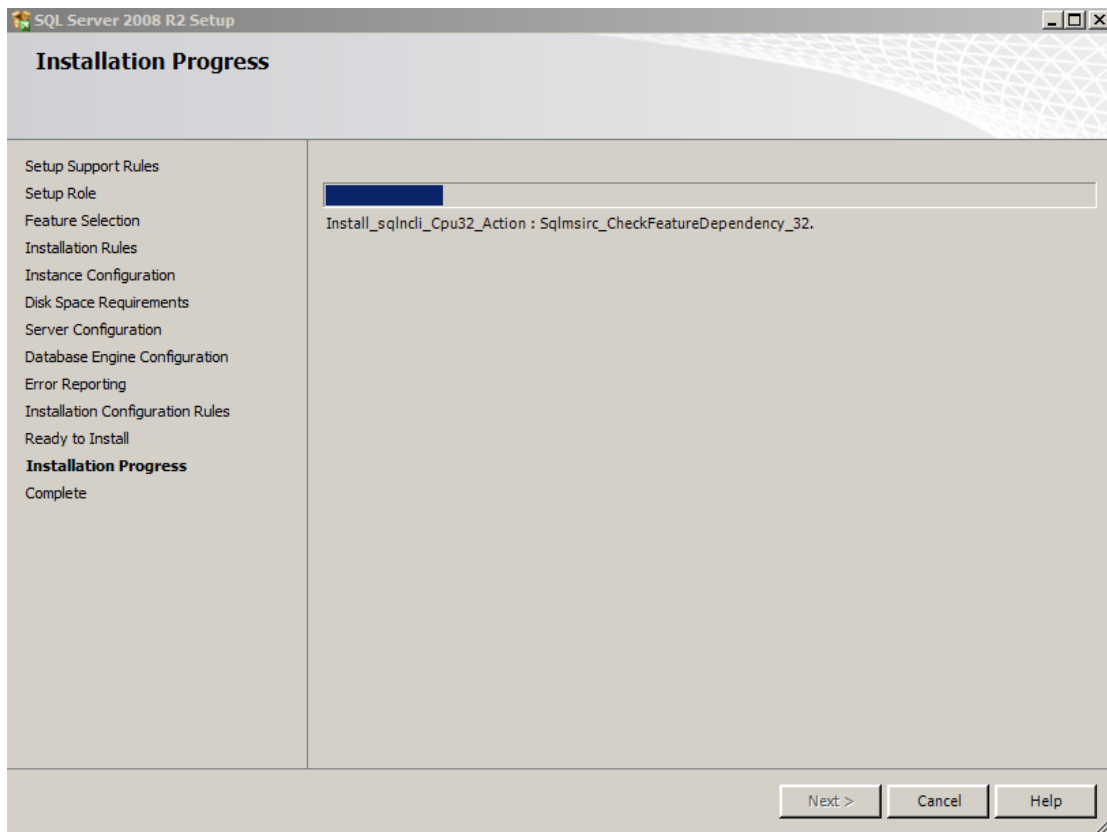 SQL Server 2008 R2 Setup
Installation Progress
Setup Support Rules
Setup Role
Feature Selection
Installation Rules
Instance Configuration
Disk Space Requirements
Server Configuration
Database Engine Configuration
Error Reporting
Installation Configuration Rules
Ready to Install
Installation Progress
Complete
Install_sqlncli_Cpu32_Action : Sqlmsirc_CheckFeatureDependency_32.
Next >
Cancel
Help